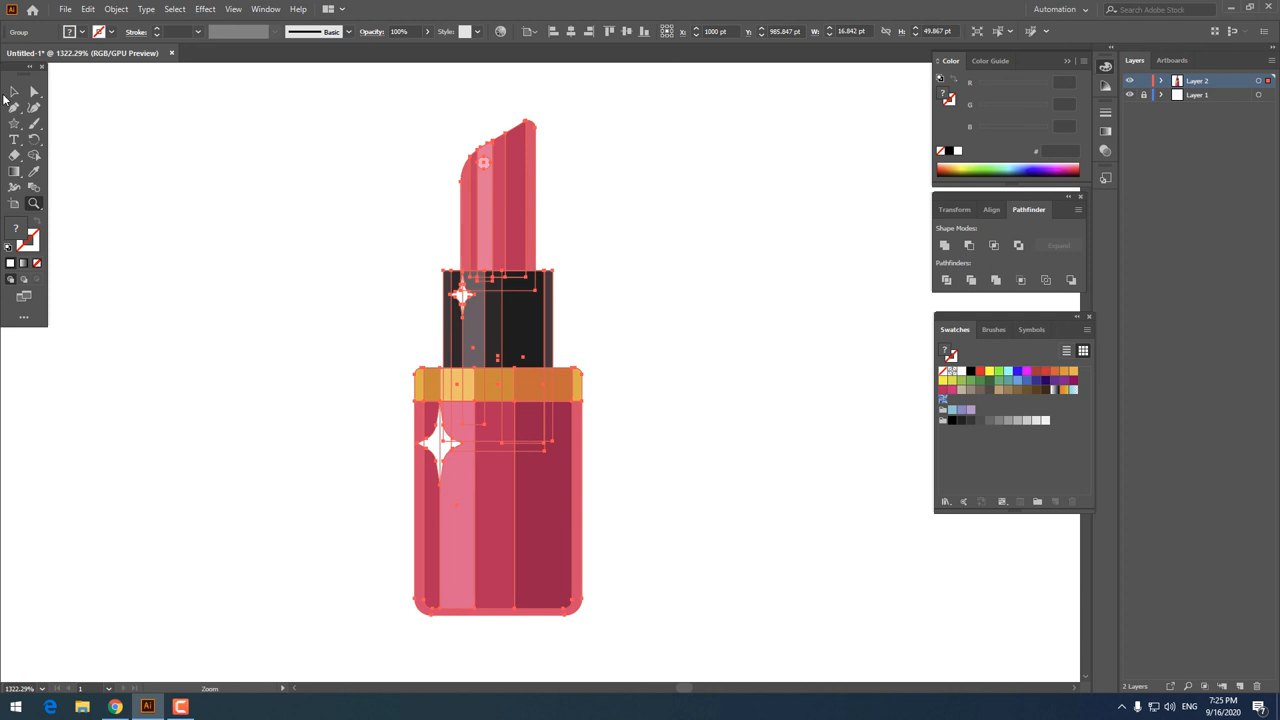 Ai File Edit Object Type Select Effect View Window Help Automation Search Adobe Stock
Group ? Stroke: Basic Opacity: 100% Style: X: 1000 pt Y: 985.847 pt W: 16.842 pt H: 49.867 pt
Untitled-1* @ 1322.29% (RGB/GPU Preview)
Color Color Guide
R
G
B
#
Layers Artboards
Layer 2
Layer 1
Transform Align Pathfinder
Shape Modes:
Expand
Pathfinders:
Swatches Brushes Symbols
1322.29% 1 Zoom
2 Layers
Ai ENG 7:25 PM
9/16/2020